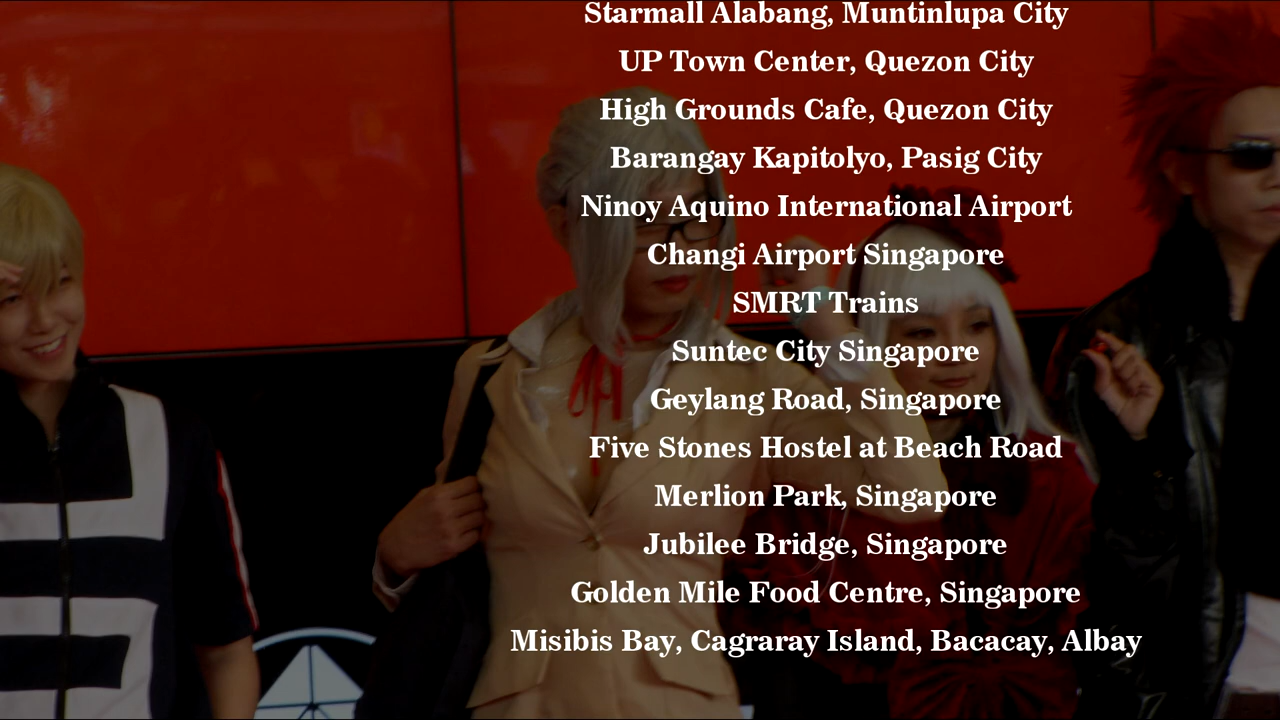 Starmall Alabang, Muntinlupa City
UP Town Center, Quezon City
High Grounds Cafe, Quezon City
Barangay Kapitolyo, Pasig City
Ninoy Aquino International Airport
Changi Airport Singapore
SMRT Trains
Suntec City Singapore
Geylang Road, Singapore
Five Stones Hostel at Beach Road
Merlion Park, Singapore
Jubilee Bridge, Singapore
Golden Mile Food Centre, Singapore
Misibis Bay, Cagraray Island, Bacacay, Albay